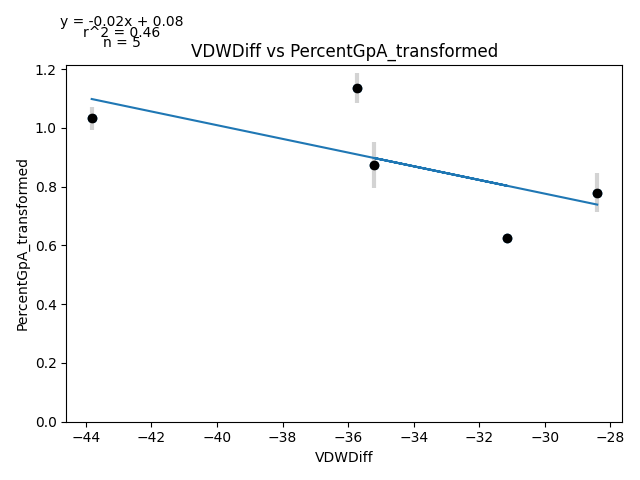 y = -0.02x + 0.08
r^2 = 0.46
n = 5
VDWDiff vs PercentGpA_transformed
1.2
1.0
0.8
0.6
0.4
0.2
0.0
PercentGpA_transformed
−44 −42 −40 −38 −36 −34 −32 −30 −28
VDWDiff